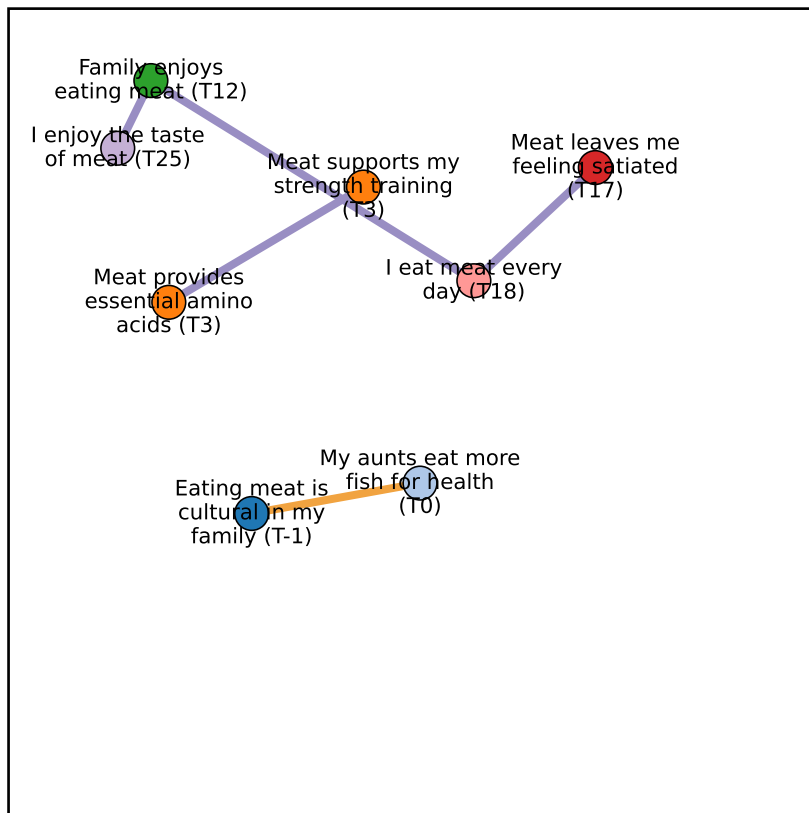 Family enjoys
eating meat (T12)
I enjoy the taste
of meat (T25)
Meat supports my
strength training
(T3)
Meat leaves me
feeling satiated
(T17)
Meat provides
essential amino
acids (T3)
I eat meat every
day (T18)
My aunts eat more
fish for health
(T0)
Eating meat is
cultural in my
family (T-1)